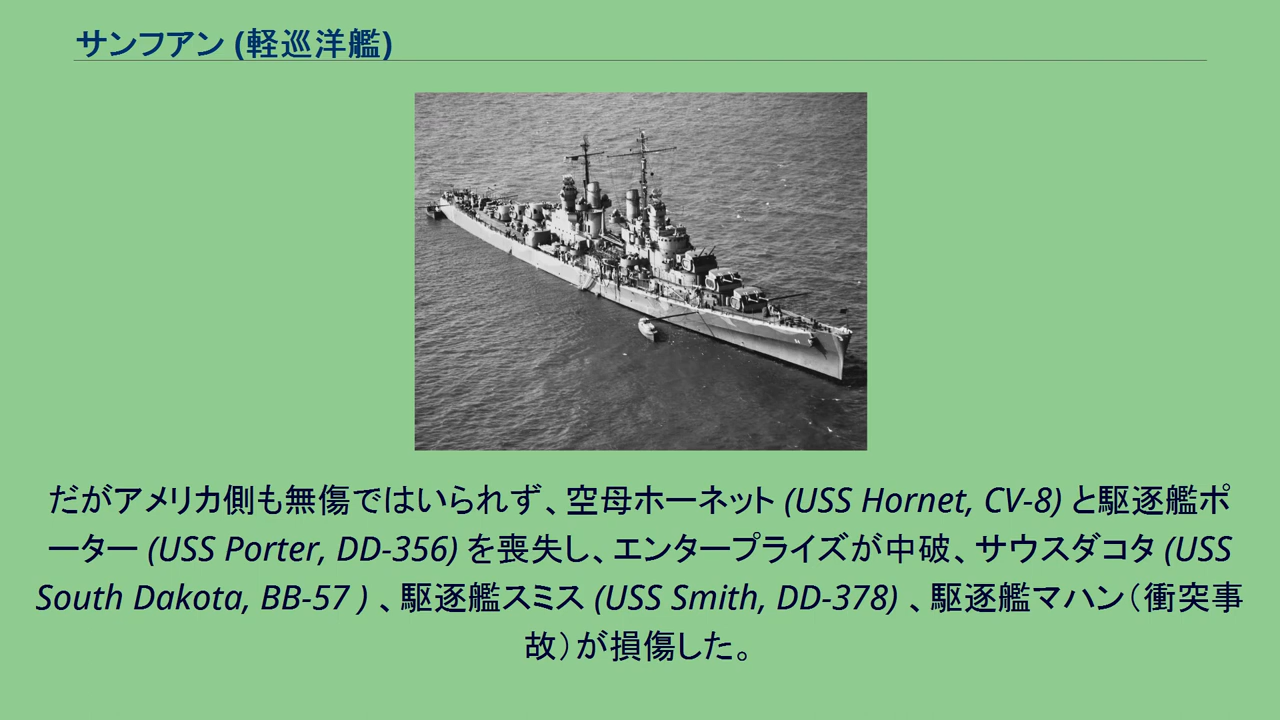 サンフアン (軽巡洋艦)
だがアメリカ側も無傷ではいられず、空母ホーネット (USS Hornet, CV-8) と駆逐艦ポ
ーター (USS Porter, DD-356) を喪失し、エンタープライズが中破、サウスダコタ (USS
South Dakota, BB-57 ) 、駆逐艦スミス (USS Smith, DD-378) 、駆逐艦マハン（衝突事
故）が損傷した。